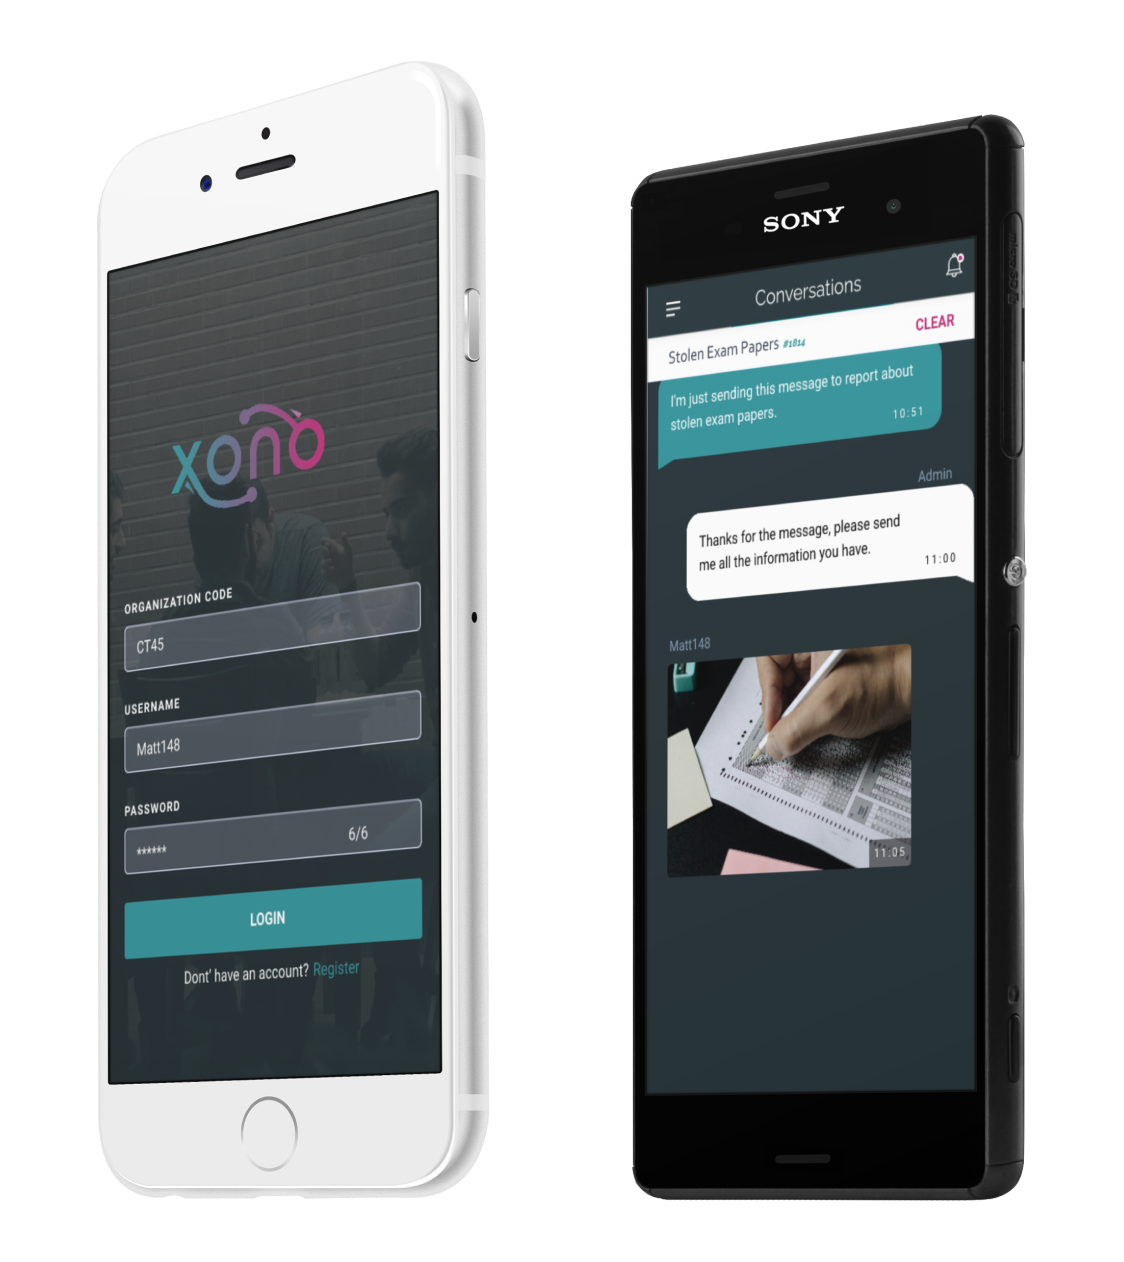 xono
ORGANIZATION CODE
CT45
USERNAME
Matt148
PASSWORD
****** 6/6
LOGIN
Dont' have an account? Register
SONY
Conversations
CLEAR
Stolen Exam Papers #1814
I'm just sending this message to report about
stolen exam papers.
10:51
Admin
Thanks for the message, please send
me all the information you have.
11:00
Matt148
11:05